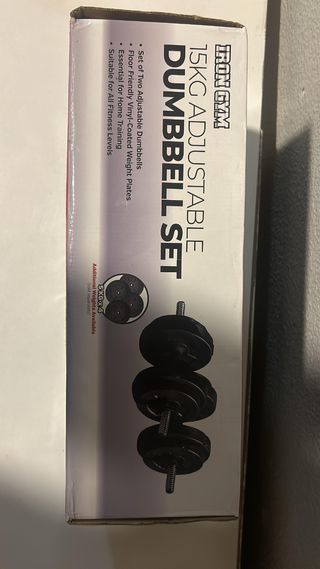 IRON GYM
15KG ADJUSTABLE
DUMBBELL SET
• Set of Two Adjustable Dumbbells
• Floor Friendly Vinyl-Coated Weight Plates
• Essential for Home Training
• Suitable for All Fitness Levels
Additional Weights Available